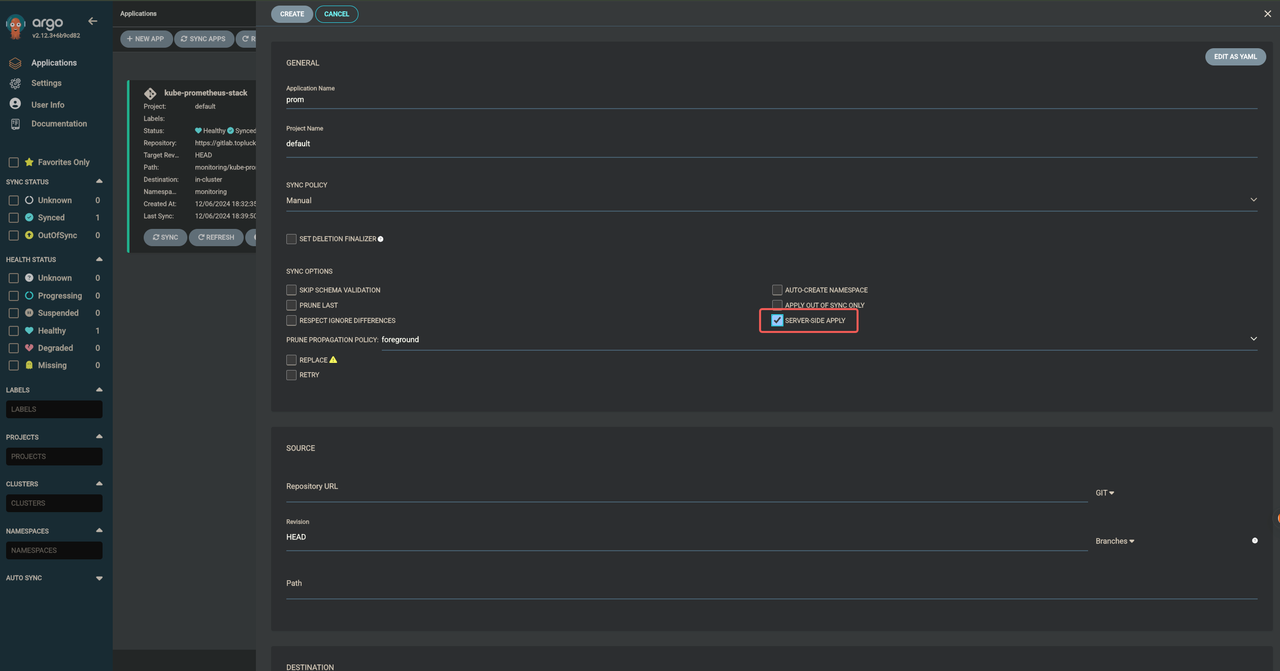 argo
v2.12.3+6b9cd82
Applications
Settings
User Info
Documentation
Favorites Only
SYNC STATUS
Unknown 0
Synced 1
OutOfSync 0
HEALTH STATUS
Unknown 0
Progressing 0
Suspended 0
Healthy 1
Degraded 0
Missing 0
LABELS
LABELS
PROJECTS
PROJECTS
CLUSTERS
CLUSTERS
NAMESPACES
NAMESPACES
AUTO SYNC
Applications
+ NEW APP SYNC APPS
kube-prometheus-stack
Project: default
Labels:
Status: Healthy Synced
Repository: https://gitlab.topluck
Target Rev... HEAD
Path: monitoring/kube-pro
Destination: in-cluster
Namespa... monitoring
Created At: 12/06/2024 18:32:35
Last Sync: 12/06/2024 18:39:50
SYNC REFRESH
CREATE CANCEL
GENERAL
EDIT AS YAML
Application Name
prom
Project Name
default
SYNC POLICY
Manual
SET DELETION FINALIZER
SYNC OPTIONS
SKIP SCHEMA VALIDATION AUTO-CREATE NAMESPACE
PRUNE LAST APPLY OUT OF SYNC ONLY
RESPECT IGNORE DIFFERENCES SERVER-SIDE APPLY
PRUNE PROPAGATION POLICY: foreground
REPLACE
RETRY
SOURCE
Repository URL GIT
Revision
HEAD Branches
Path
DESTINATION